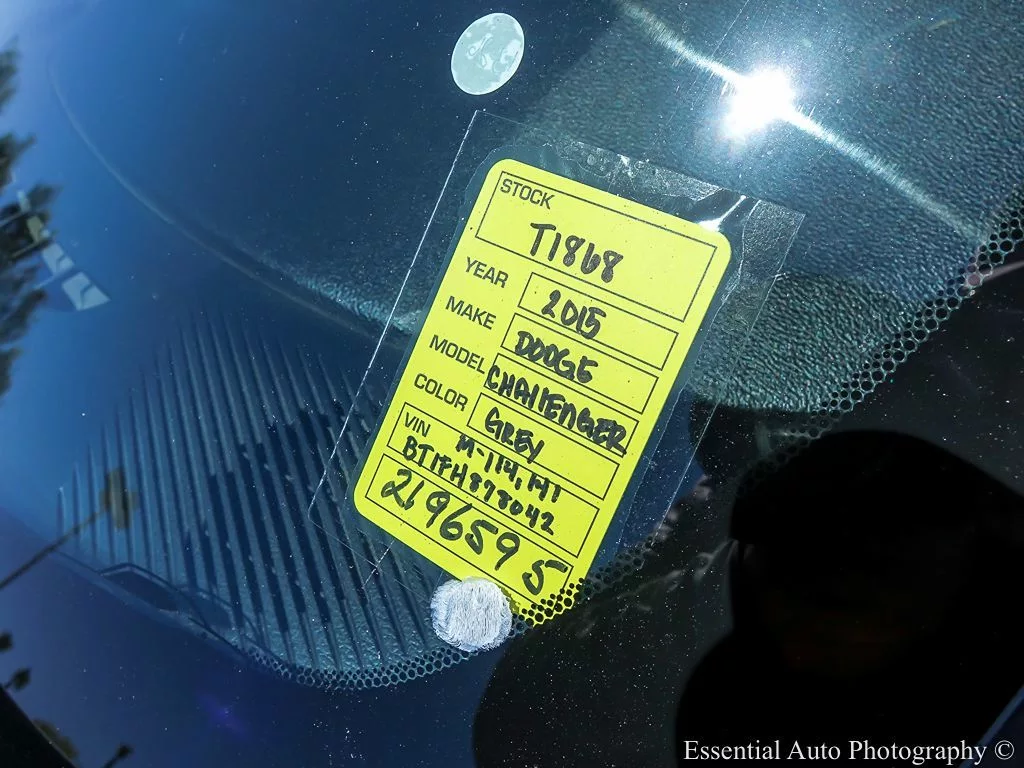 STOCK
T1868
YEAR 2015
MAKE DODGE
MODEL CHAllENGER
COLOR GREY
VIN M-114,141
BT1FH878042
2196595
Essential Auto Photography ©